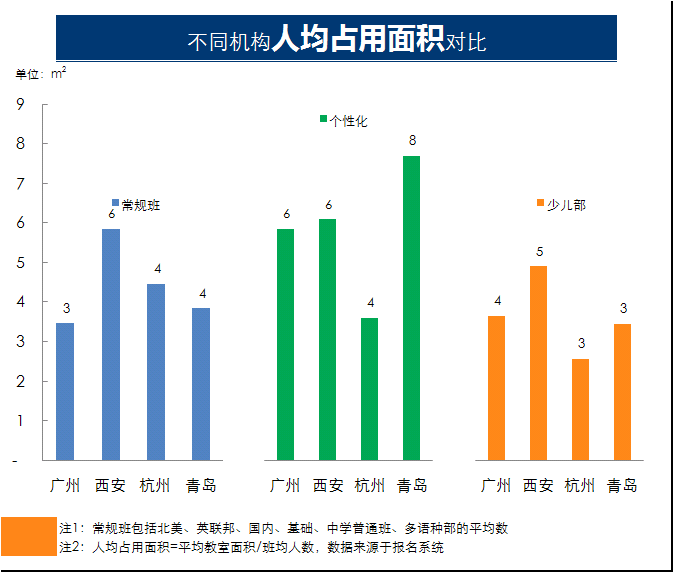 不同机构人均占用面积对比
单位：m²
9
8
7
6
5
4
3
2
1
-
常规班
3
6
4
4
广州 西安 杭州 青岛
个性化
6
6
4
8
广州 西安 杭州 青岛
少儿部
4
5
3
3
广州 西安 杭州 青岛
注1：常规班包括北美、英联邦、国内、基础、中学普通班、多语种部的平均数
注2：人均占用面积=平均教室面积/班均人数，数据来源于报名系统